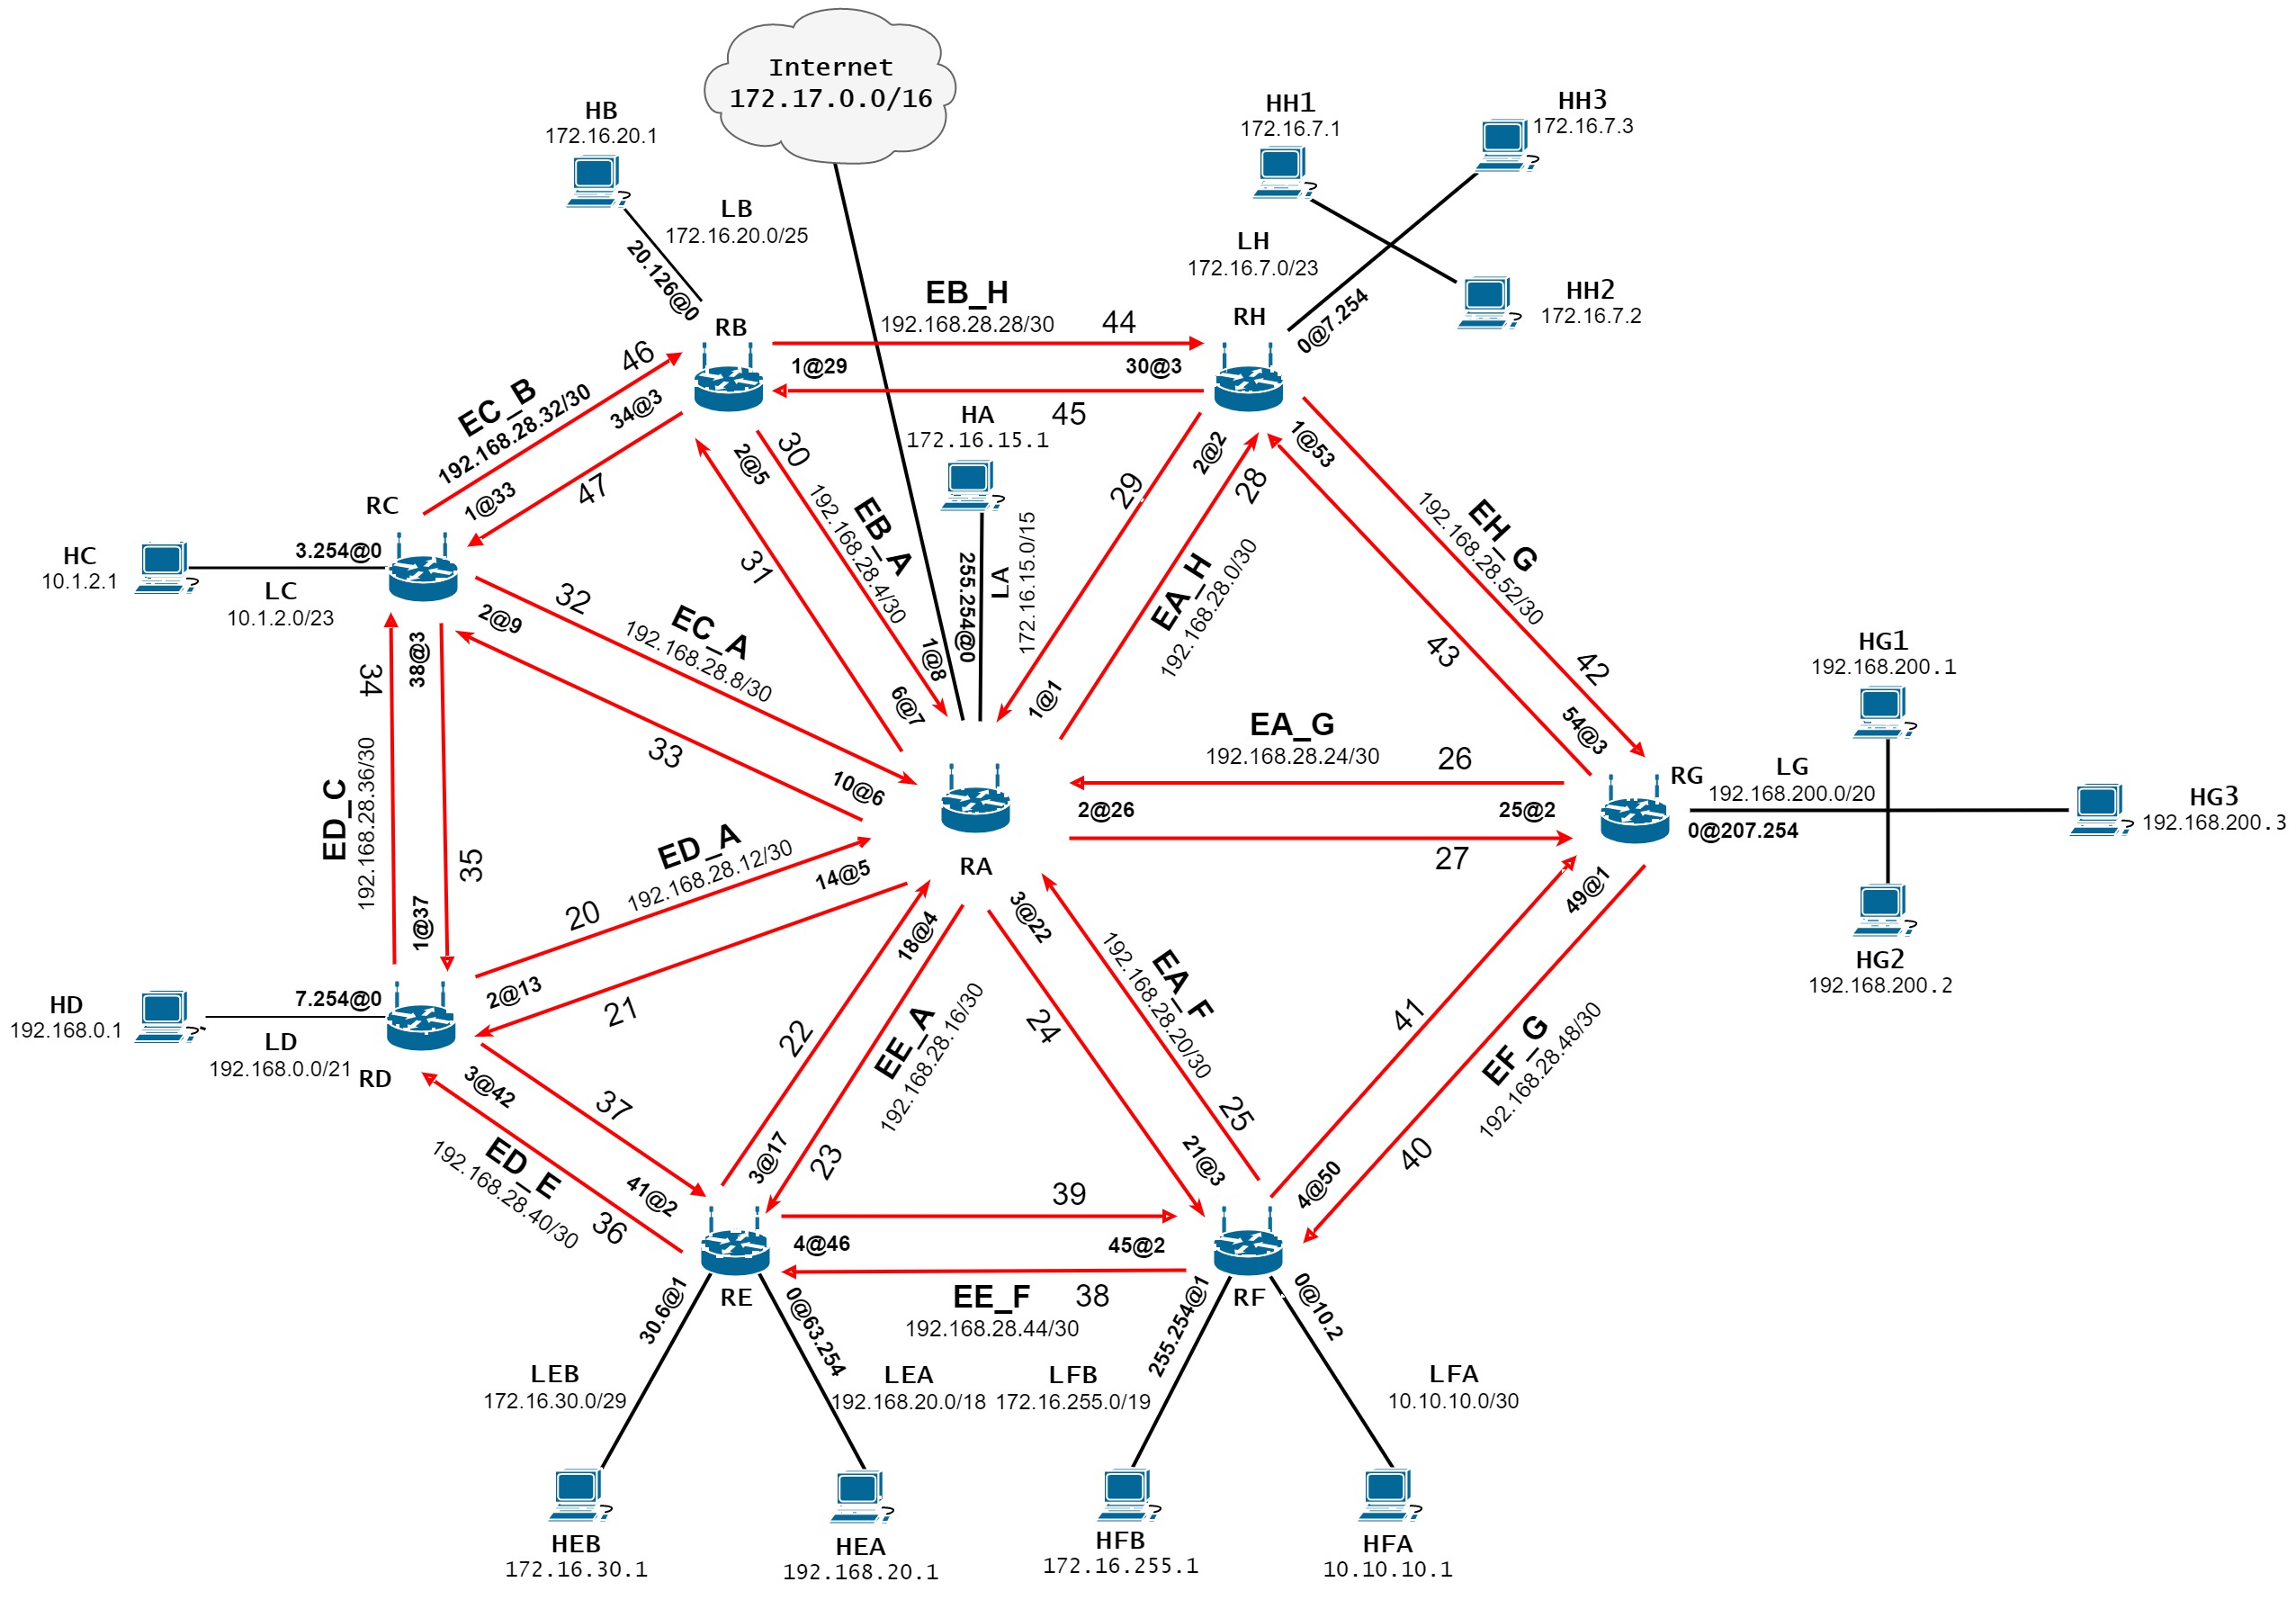 Internet
172.17.0.0/16
HB
172.16.20.1
LB
172.16.20.0/25
20.126@0
RB
HH1
172.16.7.1
HH3
172.16.7.3
LH
172.16.7.0/23
HH2
172.16.7.2
RH
0@7.254
EB_H
192.168.28.28/30
44
1@29
30@3
45
EC_B
192.168.28.32/30
46
34@3
1@33
47
RC
HC
10.1.2.1
3.254@0
LC
10.1.2.0/23
HA
172.16.15.1
255.254@0
LA
172.16.15.0/15
2@5
30
EB_A
192.168.28.4/30
31
1@8
6@7
29
2@2
28
EA_H
192.168.28.0/30
1@1
1@53
EH_G
192.168.28.52/30
42
43
54@3
32
2@9
EC_A
192.168.28.8/30
33
10@6
38@3
34
ED_C
192.168.28.36/30
35
1@37
EA_G
192.168.28.24/30
26
2@26
25@2
27
RA
RG
LG
192.168.200.0/20
0@207.254
HG1
192.168.200.1
HG3
192.168.200.3
HG2
192.168.200.2
ED_A
192.168.28.12/30
20
14@5
2@13
21
HD
192.168.0.1
7.254@0
LD
192.168.0.0/21
RD
3@42
37
ED_E
192.168.28.40/30
36
41@2
22
18@4
EE_A
192.168.28.16/30
3@17
23
3@22
24
EA_F
192.168.28.20/30
25
21@3
49@1
41
EF_G
192.168.28.48/30
40
4@50
39
4@46
45@2
EE_F
38
192.168.28.44/30
RE
RF
30.6@1
0@63.254
255.254@1
0@10.2
LEB
172.16.30.0/29
LEA
192.168.20.0/18
LFB
172.16.255.0/19
LFA
10.10.10.0/30
HEB
172.16.30.1
HEA
192.168.20.1
HFB
172.16.255.1
HFA
10.10.10.1